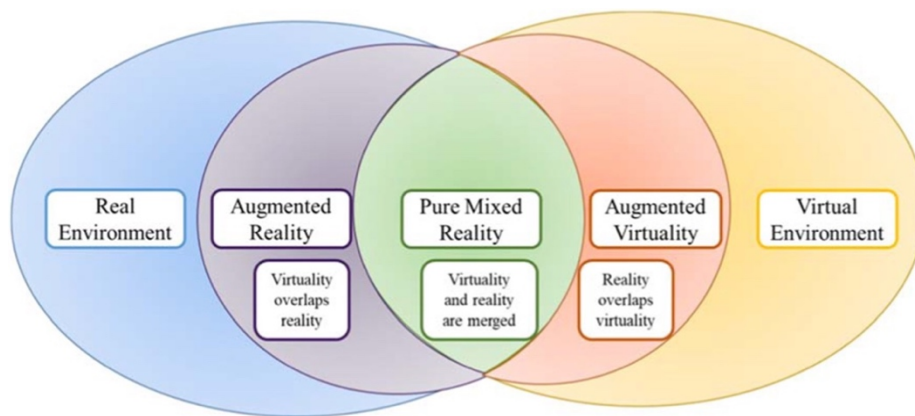 Real
Environment
Augmented
Reality
Pure Mixed
Reality
Augmented
Virtuality
Virtual
Environment
Virtuality
overlaps
reality
Virtuality
and reality
are merged
Reality
overlaps
virtuality